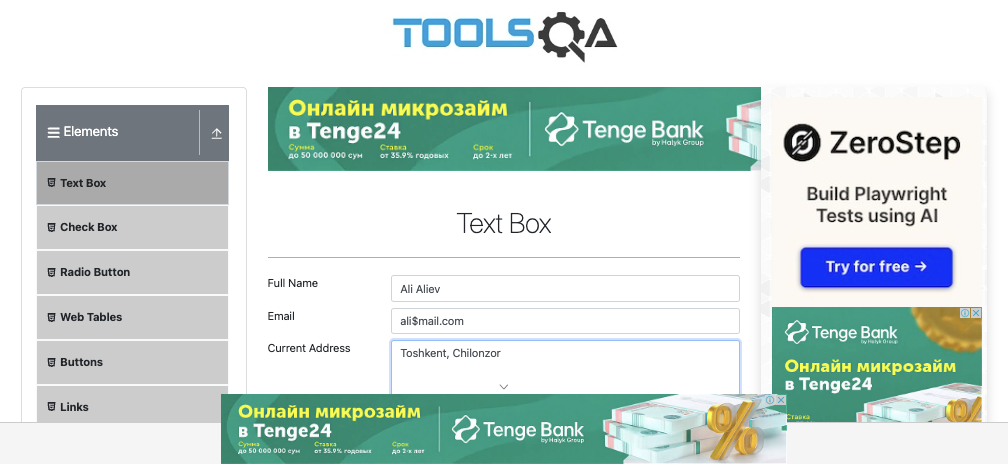 TOOLSQA
Elements
Text Box
Check Box
Radio Button
Web Tables
Buttons
Links
Онлайн микрозайм
в Tenge24
Сумма
до 50 000 000 сум
Ставка
от 35.9% годовых
Срок
до 2-х лет
Tenge Bank
by Halyk Group
Text Box
Full Name
Ali Aliev
Email
ali$mail.com
Current Address
Toshkent, Chilonzor
ZeroStep
Build Playwright
Tests using AI
Try for free →
Tenge Bank
by Halyk Group
Онлайн микрозайм
в Tenge24
Ставка
Онлайн микрозайм
в Tenge24
Сумма
до 50 000 000 сум
Ставка
от 35.9% годовых
Срок
до 2-х лет
Tenge Bank
by Halyk Group
%